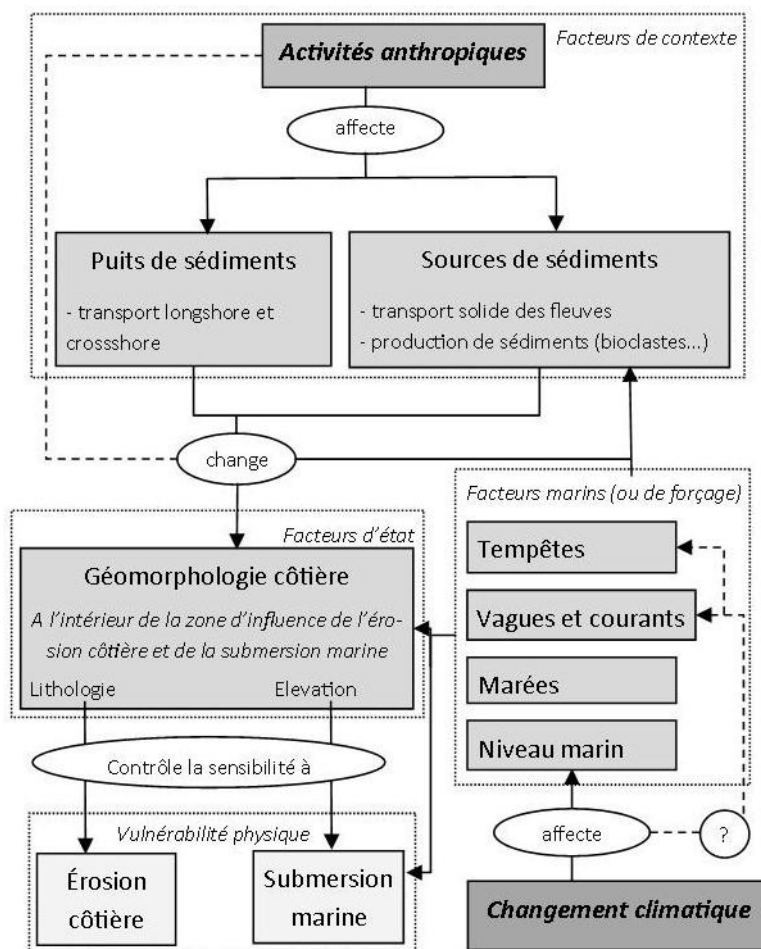 Facteurs de contexte
Activités anthropiques
affecte
Puits de sédiments
- transport longshore et
crossshore
Sources de sédiments
- transport solide des fleuves
- production de sédiments (bioclastes...)
change
Facteurs marins (ou de forçage)
Tempêtes
Vagues et courants
Marées
Niveau marin
Facteurs d'état
Géomorphologie côtière
A l'intérieur de la zone d'influence de l'éro-
sion côtière et de la submersion marine
Lithologie
Elevation
Contrôle la sensibilité à
Vulnérabilité physique
Érosion
côtière
Submersion
marine
affecte
?
Changement climatique